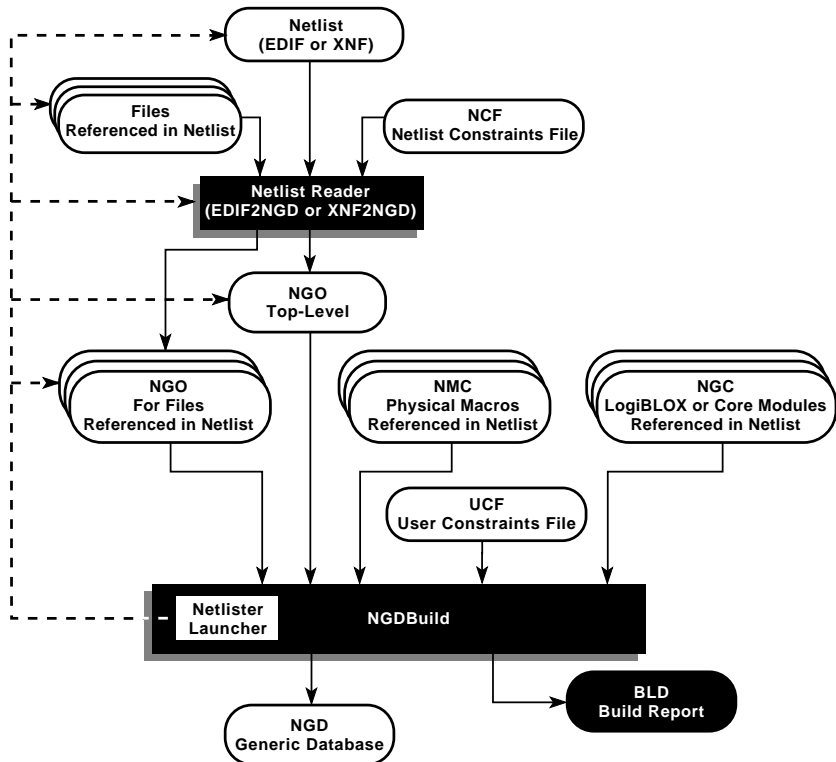 Netlist
(EDIF or XNF)
Files
Referenced in Netlist
NCF
Netlist Constraints File
Netlist Reader
(EDIF2NGD or XNF2NGD)
NGO
Top-Level
NGO
For Files
Referenced in Netlist
NMC
Physical Macros
Referenced in Netlist
NGC
LogiBLOX or Core Modules
Referenced in Netlist
UCF
User Constraints File
Netlister
Launcher
NGDBuild
BLD
Build Report
NGD
Generic Database